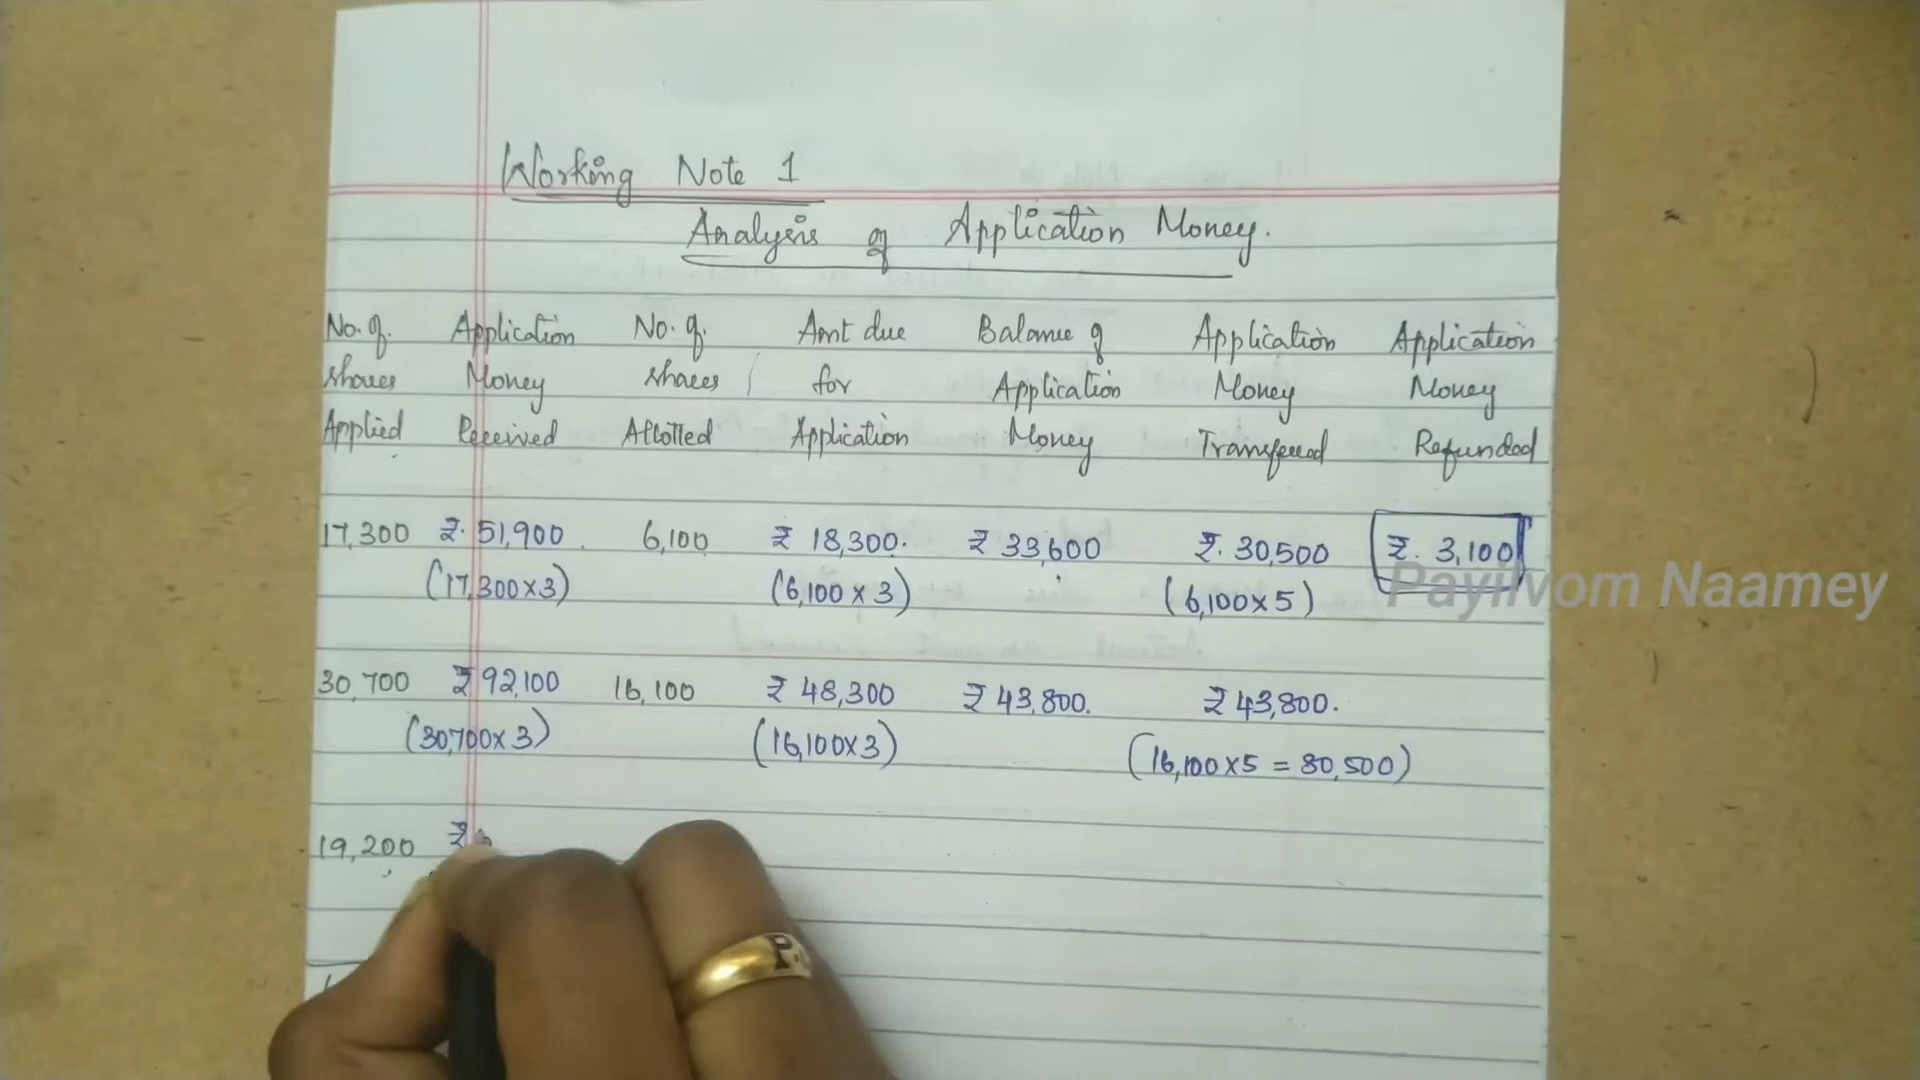 Working Note 1
Analysis of Application Money.
No. of. Application No. of. Amt due Balance of Application Application
shares Money shares for Application Money Money
Applied Received Allotted Application Money Transferred Refunded
17,300 ₹. 51,900 6,100 ₹ 18,300. ₹ 33,600 ₹. 30,500 ₹. 3,100
(17,300x3) (6,100 x 3) (6,100x5)
Payilvom Naamey
30,700 ₹ 92,100 16,100 ₹ 48,300 ₹ 43,800. ₹ 43,800.
(30,700x3) (16,100x3) (16,100x5 = 80,500)
19,200 ₹